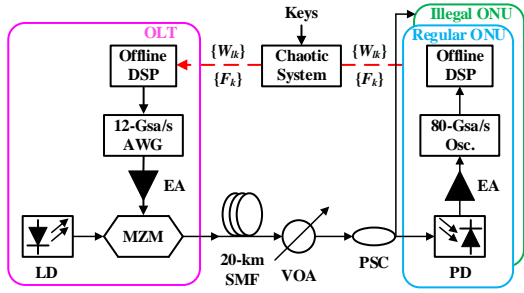 OLT
Keys
Illegal ONU
Regular ONU
Offline
DSP
{W_lk}
{F_k}
Chaotic
System
{W_lk}
{F_k}
Offline
DSP
12-Gsa/s
AWG
80-Gsa/s
Osc.
EA
EA
LD
MZM
20-km
SMF
VOA
PSC
PD